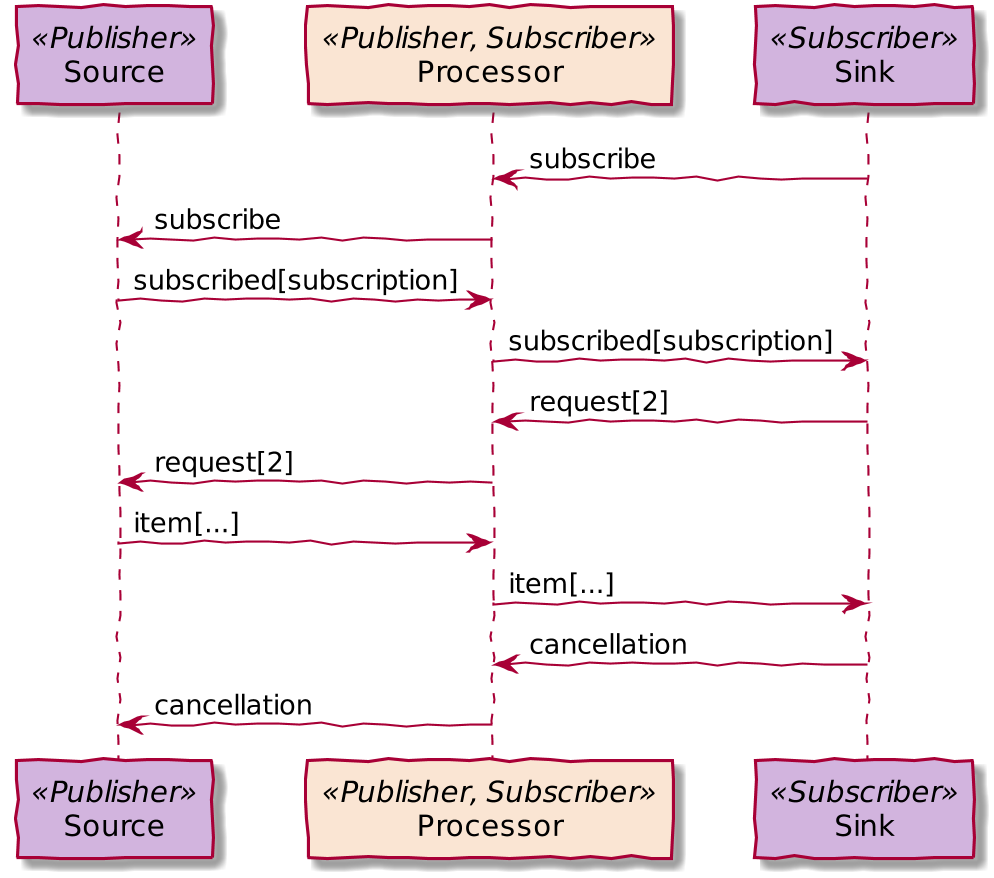 «Publisher»
Source
«Publisher, Subscriber»
Processor
«Subscriber»
Sink
subscribe
subscribe
subscribed[subscription]
subscribed[subscription]
request[2]
request[2]
item[...]
item[...]
cancellation
cancellation
«Publisher»
Source
«Publisher, Subscriber»
Processor
«Subscriber»
Sink